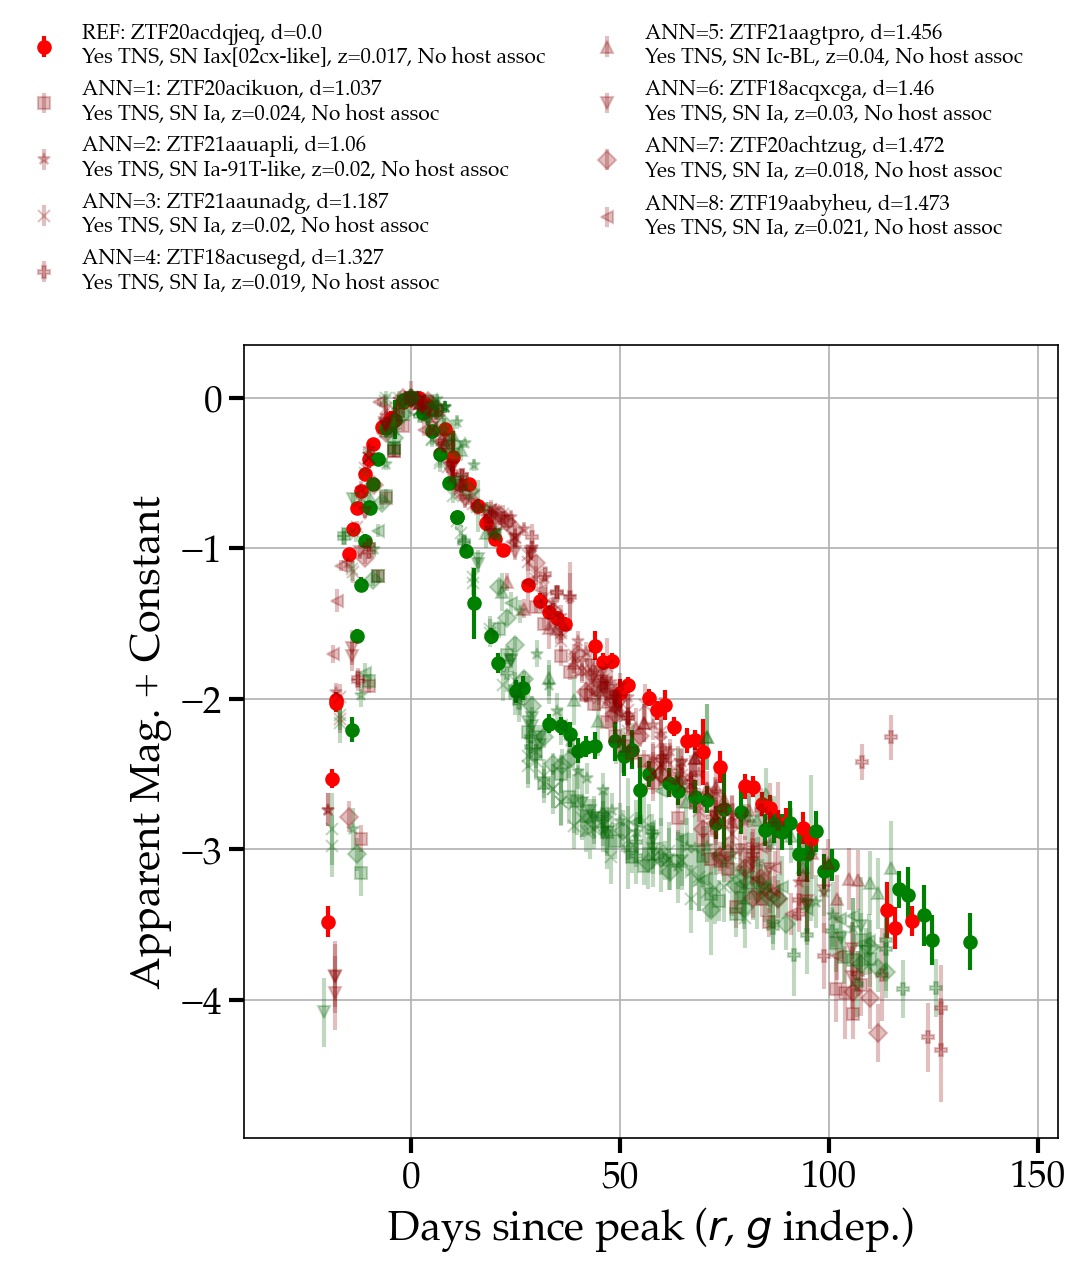 REF: ZTF20acdqjeq, d=0.0
Yes TNS, SN Iax[02cx-like], z=0.017, No host assoc
ANN=1: ZTF20acikuon, d=1.037
Yes TNS, SN Ia, z=0.024, No host assoc
ANN=2: ZTF21aauapli, d=1.06
Yes TNS, SN Ia-91T-like, z=0.02, No host assoc
ANN=3: ZTF21aaunadg, d=1.187
Yes TNS, SN Ia, z=0.02, No host assoc
ANN=4: ZTF18acusegd, d=1.327
Yes TNS, SN Ia, z=0.019, No host assoc
ANN=5: ZTF21aagtpro, d=1.456
Yes TNS, SN Ic-BL, z=0.04, No host assoc
ANN=6: ZTF18acqxcga, d=1.46
Yes TNS, SN Ia, z=0.03, No host assoc
ANN=7: ZTF20achtzug, d=1.472
Yes TNS, SN Ia, z=0.018, No host assoc
ANN=8: ZTF19aabyheu, d=1.473
Yes TNS, SN Ia, z=0.021, No host assoc
Apparent Mag. + Constant
0
−1
−2
−3
−4
0 50 100 150
Days since peak (r, g indep.)